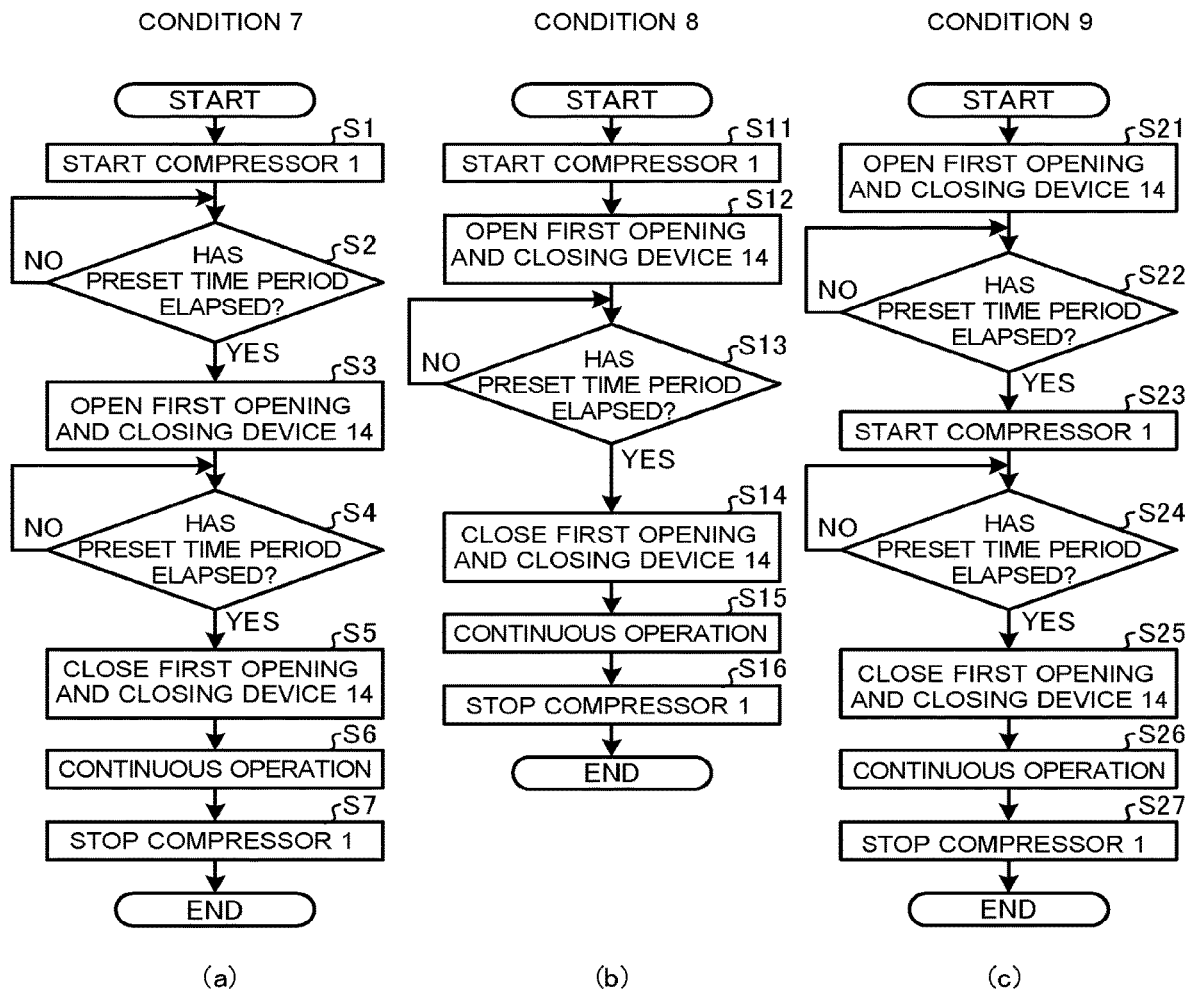 CONDITION 7
START
S1
START COMPRESSOR 1
S2
HAS
PRESET TIME PERIOD
ELAPSED?
NO
YES
S3
OPEN FIRST OPENING
AND CLOSING DEVICE 14
S4
HAS
PRESET TIME PERIOD
ELAPSED?
NO
YES
S5
CLOSE FIRST OPENING
AND CLOSING DEVICE 14
S6
CONTINUOUS OPERATION
S7
STOP COMPRESSOR 1
END
(a)
CONDITION 8
START
S11
START COMPRESSOR 1
S12
OPEN FIRST OPENING
AND CLOSING DEVICE 14
S13
HAS
PRESET TIME PERIOD
ELAPSED?
NO
YES
S14
CLOSE FIRST OPENING
AND CLOSING DEVICE 14
S15
CONTINUOUS OPERATION
S16
STOP COMPRESSOR 1
END
(b)
CONDITION 9
START
S21
OPEN FIRST OPENING
AND CLOSING DEVICE 14
S22
HAS
PRESET TIME PERIOD
ELAPSED?
NO
YES
S23
START COMPRESSOR 1
S24
HAS
PRESET TIME PERIOD
ELAPSED?
NO
YES
S25
CLOSE FIRST OPENING
AND CLOSING DEVICE 14
S26
CONTINUOUS OPERATION
S27
STOP COMPRESSOR 1
END
(c)